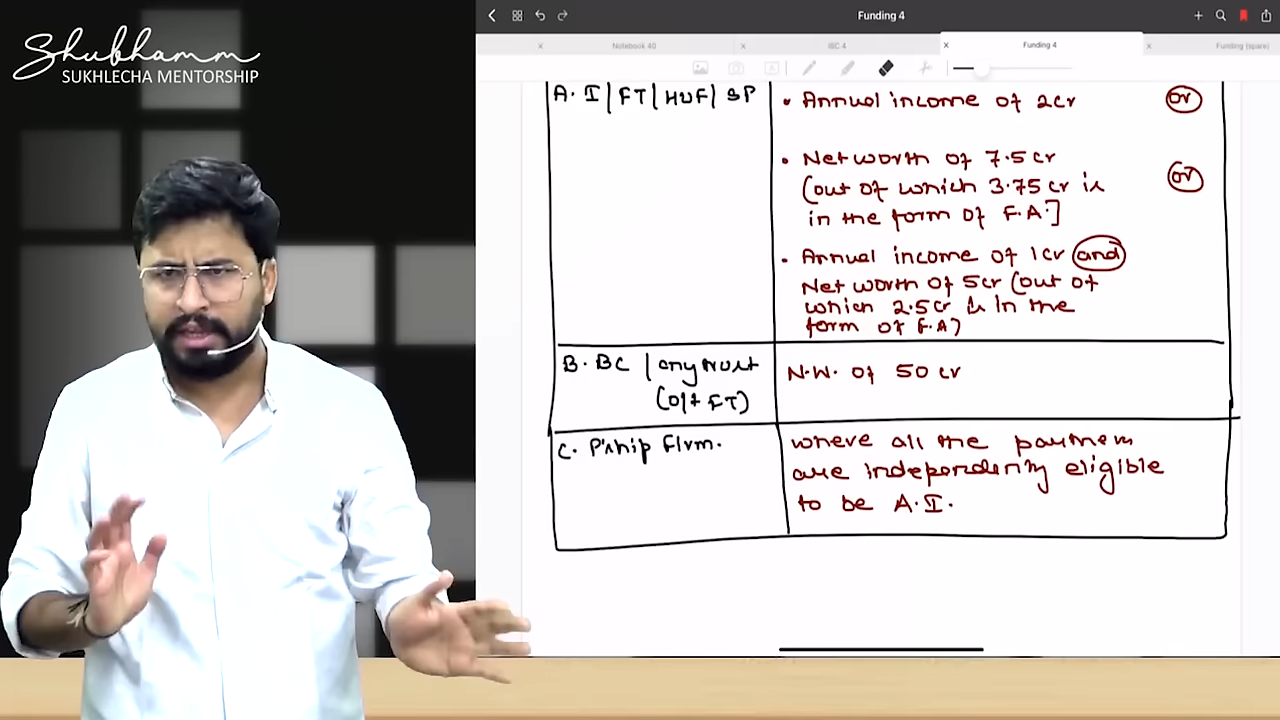 Shubhamm
SUKHLECHA MENTORSHIP
Funding 4
Notebook 40
IBC 4
Funding 4
Funding (spare)
A. I | FT | HUF | SP
• Annual income of 2cr
or
• Net worth of 7.5 cr
(out of which 3.75 cr is
in the form of F.A.]
or
• Annual income of 1cr and
Net worth of 5cr (out of
which 2.5cr is in the
form of F.A)
B. BC | any trust
(O/t FT)
N.W. of 50 cr
C. P'ship Firm.
where all the partners
are independently eligible
to be A.I.